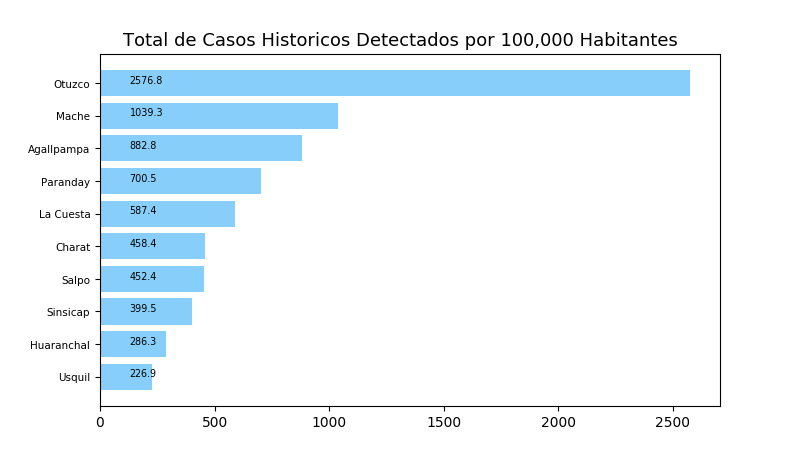 Total de Casos Historicos Detectados por 100,000 Habitantes
Otuzco 2576.8
Mache 1039.3
Agallpampa 882.8
Paranday 700.5
La Cuesta 587.4
Charat 458.4
Salpo 452.4
Sinsicap 399.5
Huaranchal 286.3
Usquil 226.9
0 500 1000 1500 2000 2500